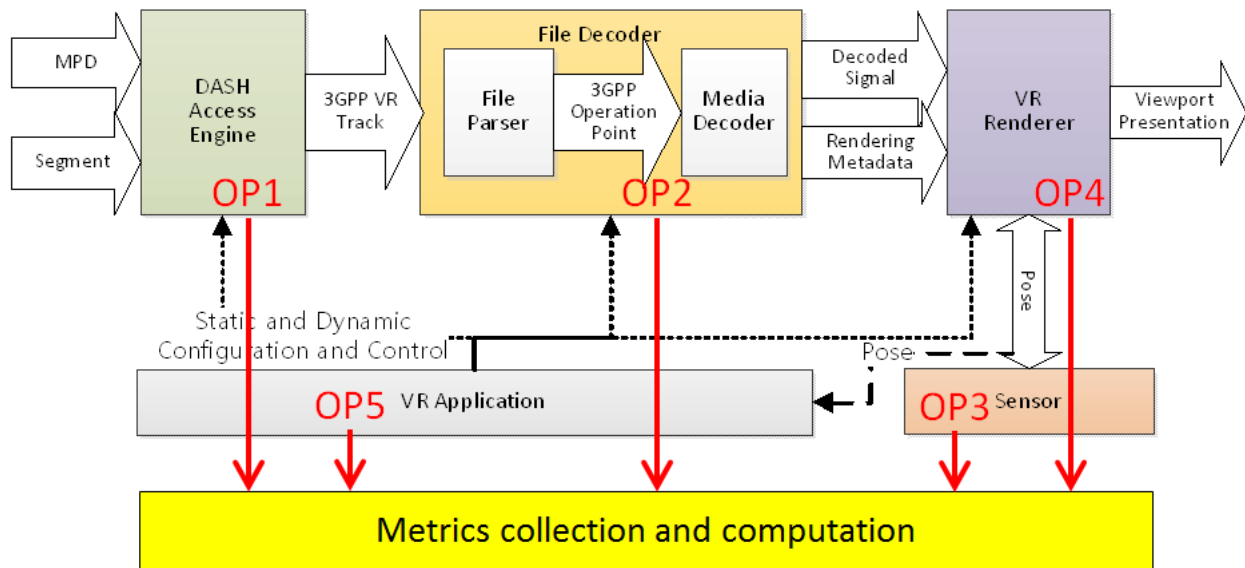 MPD
Segment
DASH
Access
Engine
OP1
3GPP VR
Track
File Decoder
File
Parser
3GPP
Operation
Point
Media
Decoder
OP2
Decoded
Signal
Rendering
Metadata
VR
Renderer
OP4
Viewport
Presentation
Pose
Static and Dynamic
Configuration and Control
Pose
OP5
VR Application
OP3
Sensor
Metrics collection and computation